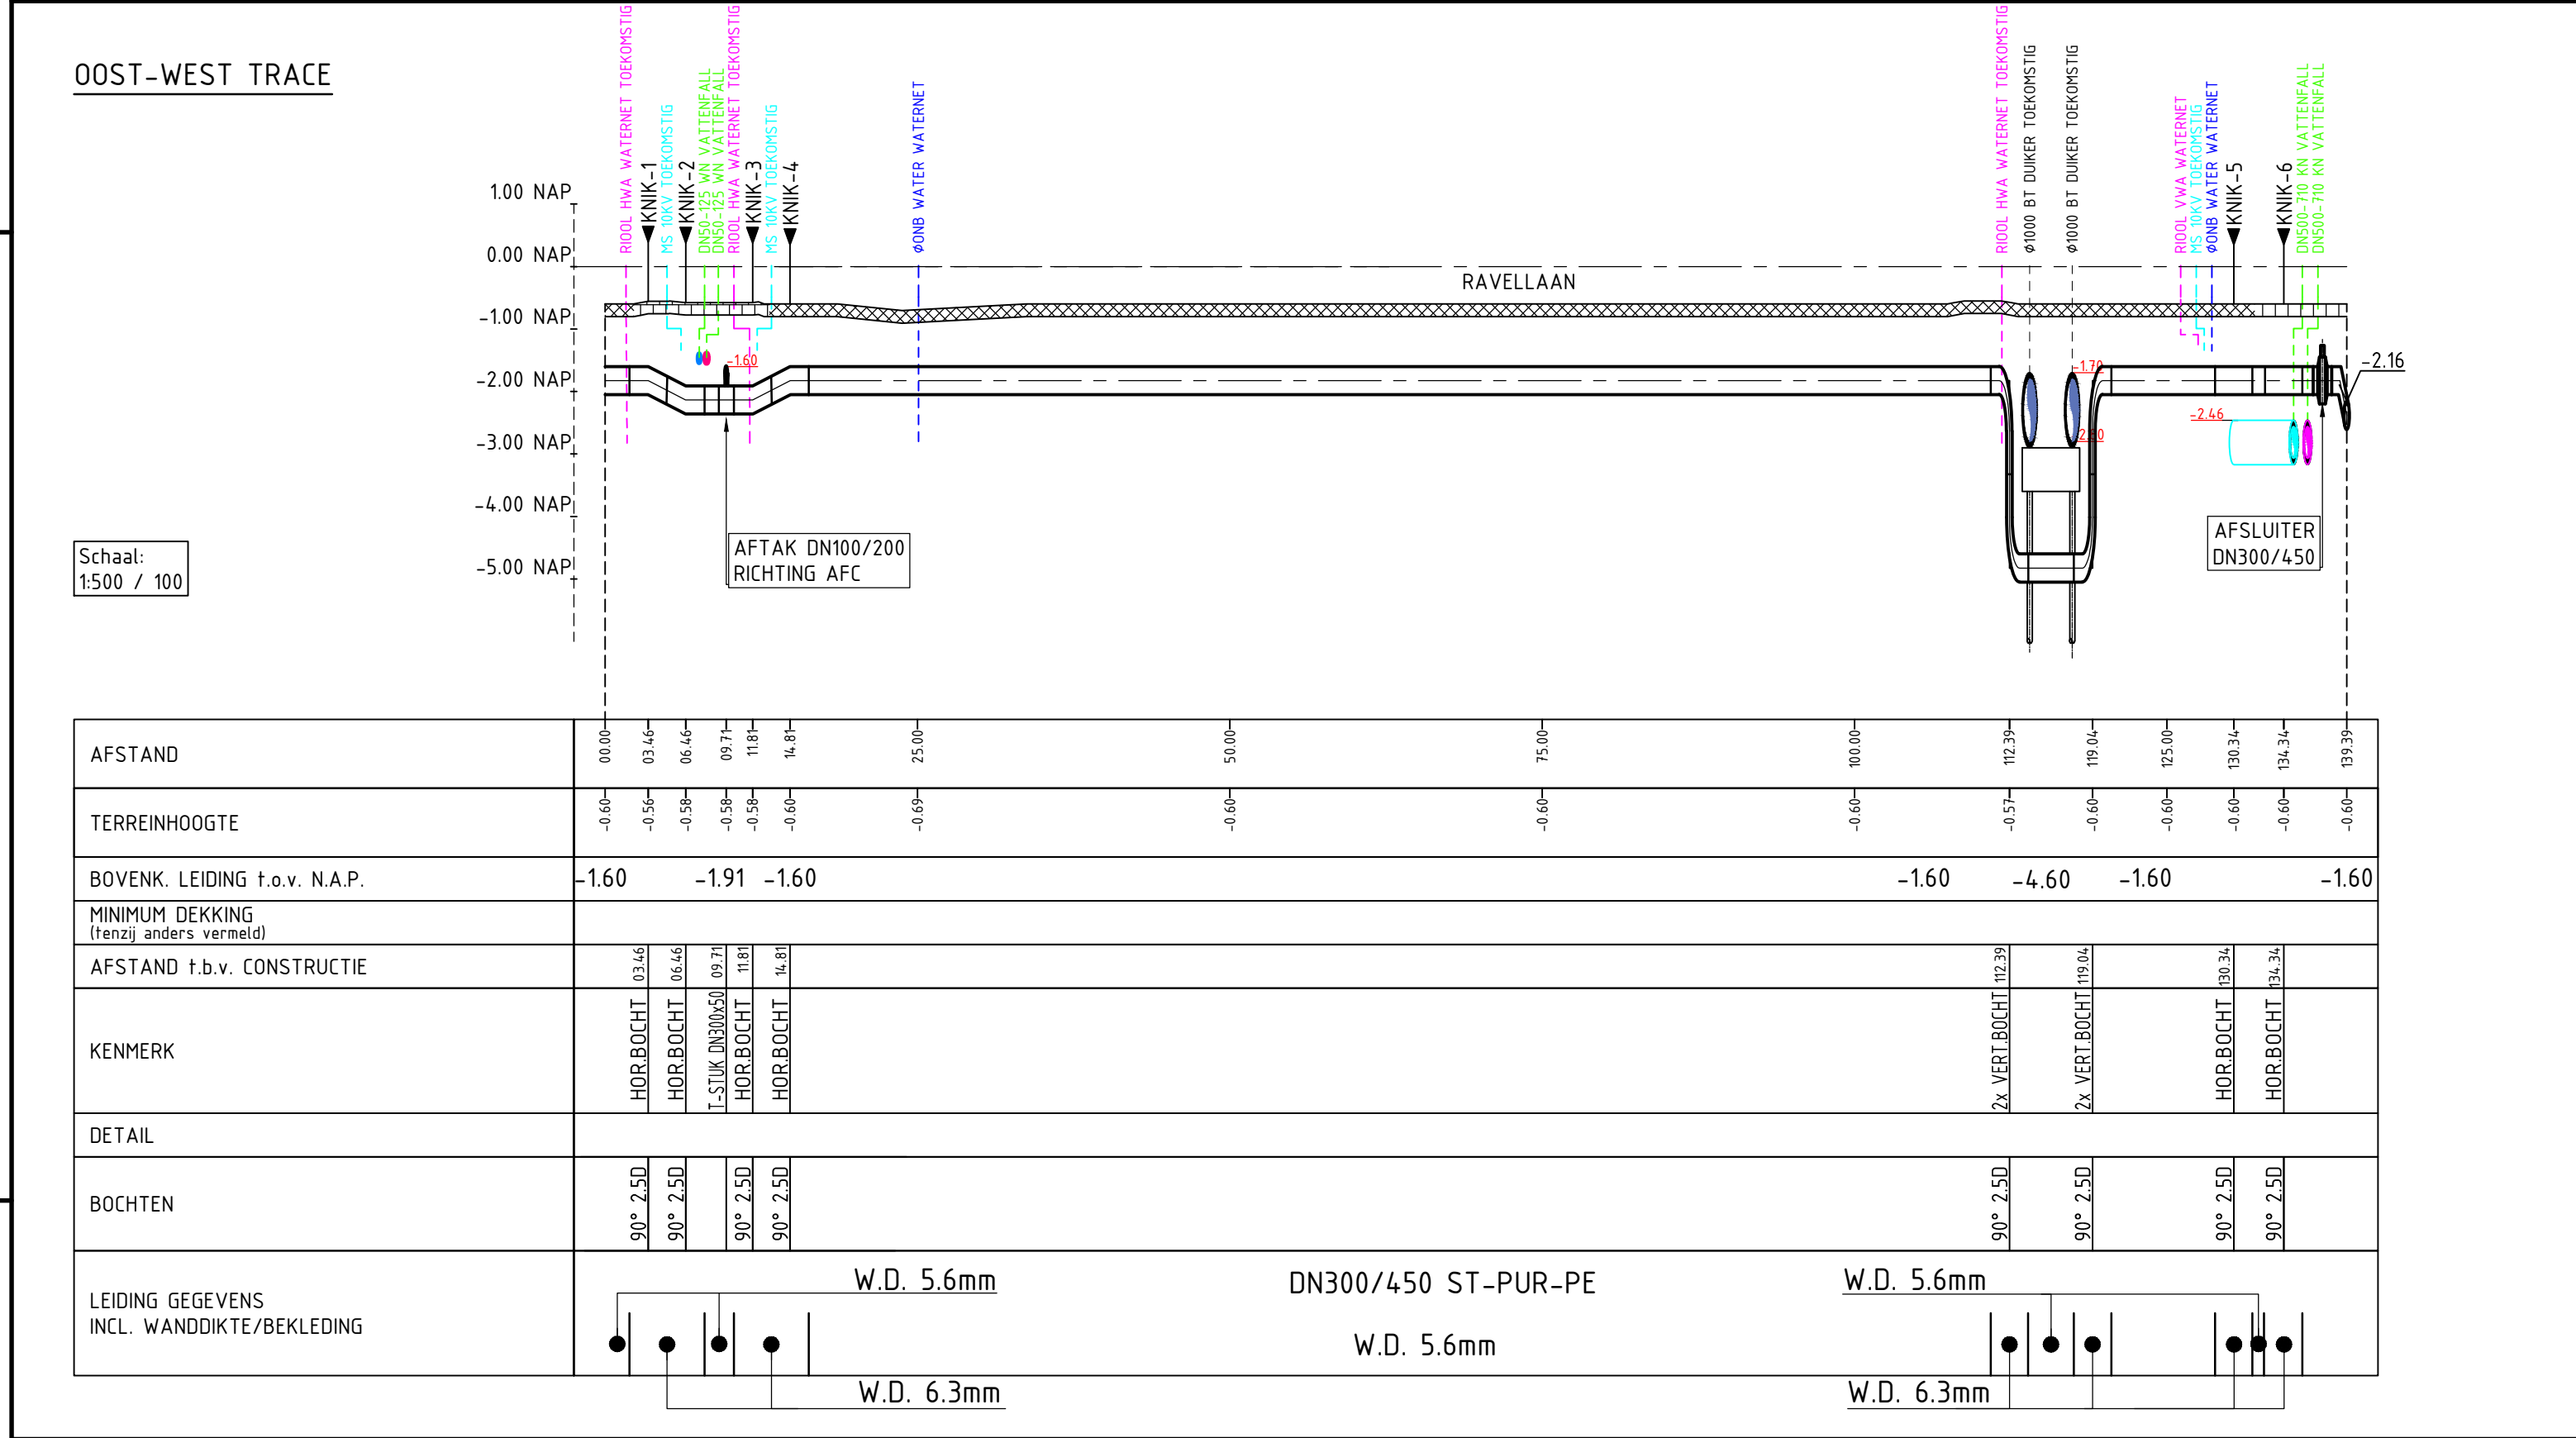 OOST-WEST TRACE
RIOOL HWA WATERNET TOEKOMSTIG
KNIK-1
MS 10KV TOEKOMSTIG
KNIK-2
DN50-125 WN VATTENFALL
DN50-125 WN VATTENFALL
RIOOL HWA WATERNET TOEKOMSTIG
KNIK-3
MS 10KV TOEKOMSTIG
KNIK-4
ØONB WATER WATERNET
RIOOL HWA WATERNET TOEKOMSTIG
Ø1000 BT DUIKER TOEKOMSTIG
Ø1000 BT DUIKER TOEKOMSTIG
RIOOL VWA WATERNET
MS 10KV TOEKOMSTIG
ØONB WATER WATERNET
KNIK-5
KNIK-6
DN500-710 KN VATTENFALL
DN500-710 KN VATTENFALL
1.00 NAP
0.00 NAP
-1.00 NAP
-2.00 NAP
-3.00 NAP
-4.00 NAP
-5.00 NAP
RAVELLAAN
-1.60
-1.70
-2.16
-2.46
AFTAK DN100/200
RICHTING AFC
AFSLUITER
DN300/450
Schaal:
1:500 / 100
AFSTAND 00.00 03.46 06.46 09.71 11.81 14.81 25.00 50.00 75.00 100.00 112.39 119.04 125.00 130.34 134.34 139.39
TERREINHOOGTE -0.60 -0.56 -0.58 -0.58 -0.58 -0.60 -0.69 -0.60 -0.60 -0.60 -0.57 -0.60 -0.60 -0.60 -0.60 -0.60
BOVENK. LEIDING t.o.v. N.A.P. -1.60 -1.91 -1.60 -1.60 -4.60 -1.60 -1.60
MINIMUM DEKKING
(tenzij anders vermeld)
AFSTAND t.b.v. CONSTRUCTIE 03.46 06.46 09.71 11.81 14.81 112.39 119.04 130.34 134.34
KENMERK HOR.BOCHT HOR.BOCHT T-STUK DN300x50 HOR.BOCHT HOR.BOCHT 2x VERT.BOCHT 2x VERT.BOCHT HOR.BOCHT HOR.BOCHT
DETAIL
BOCHTEN 90° 2.5D 90° 2.5D 90° 2.5D 90° 2.5D 90° 2.5D 90° 2.5D 90° 2.5D 90° 2.5D
LEIDING GEGEVENS
INCL. WANDDIKTE/BEKLEDING
W.D. 5.6mm DN300/450 ST-PUR-PE W.D. 5.6mm
W.D. 5.6mm
W.D. 6.3mm W.D. 6.3mm